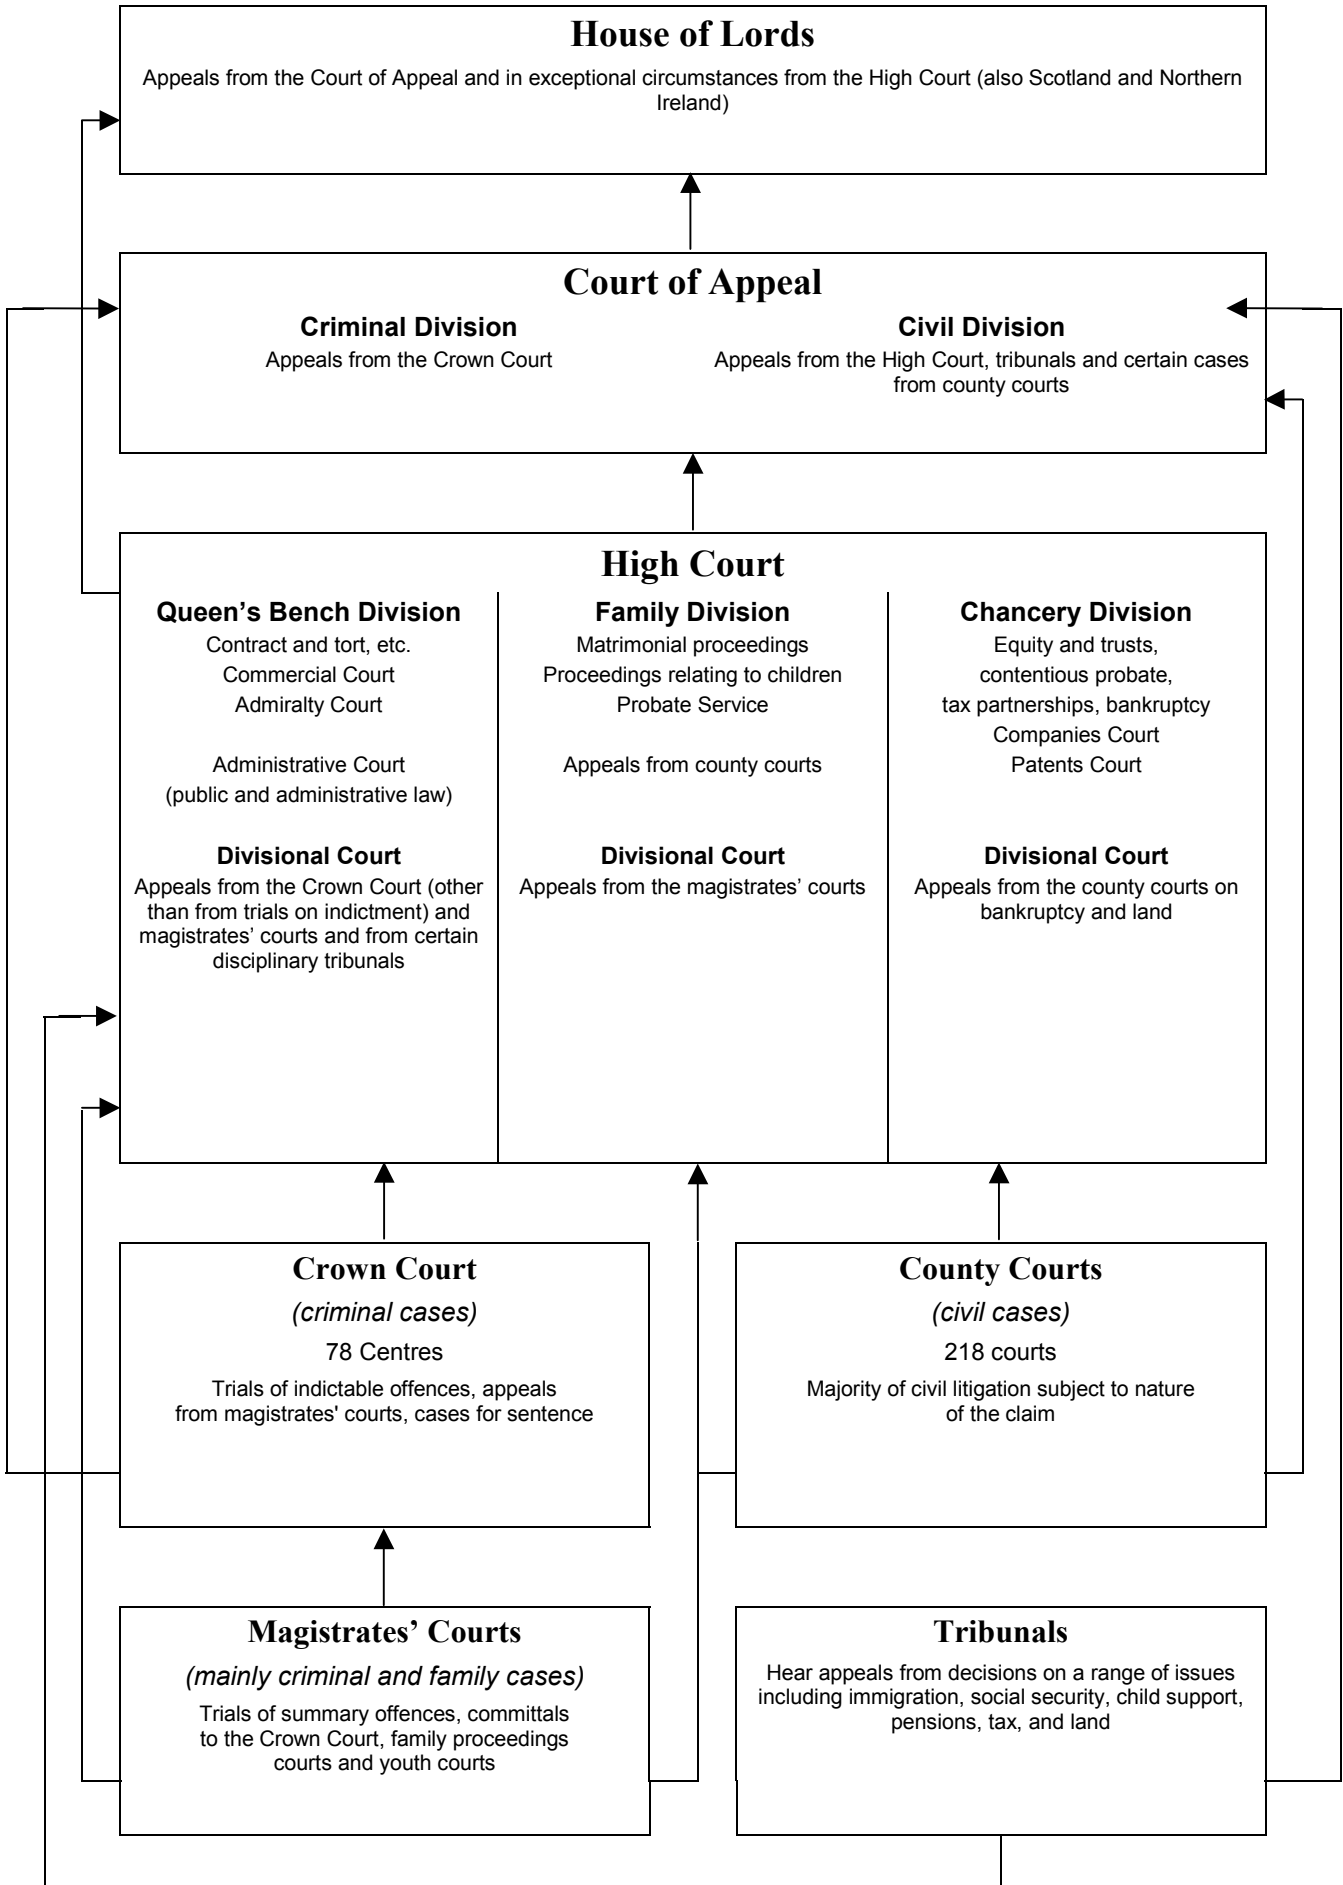 House of Lords
Appeals from the Court of Appeal and in exceptional circumstances from the High Court (also Scotland and Northern
Ireland)
Court of Appeal
Criminal Division
Appeals from the Crown Court
Civil Division
Appeals from the High Court, tribunals and certain cases
from county courts
High Court
Queen’s Bench Division
Contract and tort, etc.
Commercial Court
Admiralty Court
Administrative Court
(public and administrative law)
Divisional Court
Appeals from the Crown Court (other
than from trials on indictment) and
magistrates’ courts and from certain
disciplinary tribunals
Family Division
Matrimonial proceedings
Proceedings relating to children
Probate Service
Appeals from county courts
Divisional Court
Appeals from the magistrates’ courts
Chancery Division
Equity and trusts,
contentious probate,
tax partnerships, bankruptcy
Companies Court
Patents Court
Divisional Court
Appeals from the county courts on
bankruptcy and land
Crown Court
(criminal cases)
78 Centres
Trials of indictable offences, appeals
from magistrates' courts, cases for sentence
County Courts
(civil cases)
218 courts
Majority of civil litigation subject to nature
of the claim
Magistrates’ Courts
(mainly criminal and family cases)
Trials of summary offences, committals
to the Crown Court, family proceedings
courts and youth courts
Tribunals
Hear appeals from decisions on a range of issues
including immigration, social security, child support,
pensions, tax, and land